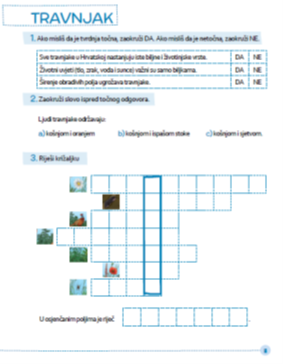 TRAVNJAK
1. Ako misliš da je tvrdnja točna, zaokruži DA. Ako misliš da je netočna, zaokruži NE.
Sve travnjake u Hrvatskoj nastanjuju iste biljne i životinjske vrste. DA NE
Životni uvjeti (tlo, zrak, voda i sunce) važni su samo biljkama. DA NE
Širenje obradivih polja ugrožava travnjake. DA NE
2. Zaokruži slovo ispred točnog odgovora.
Ljudi travnjake održavaju
a) košnjom i oranjem b) košnjom i ispašom stoke c) košnjom i sjetvom.
3. Riješi križaljku
U osjenčanim poljima je riječ